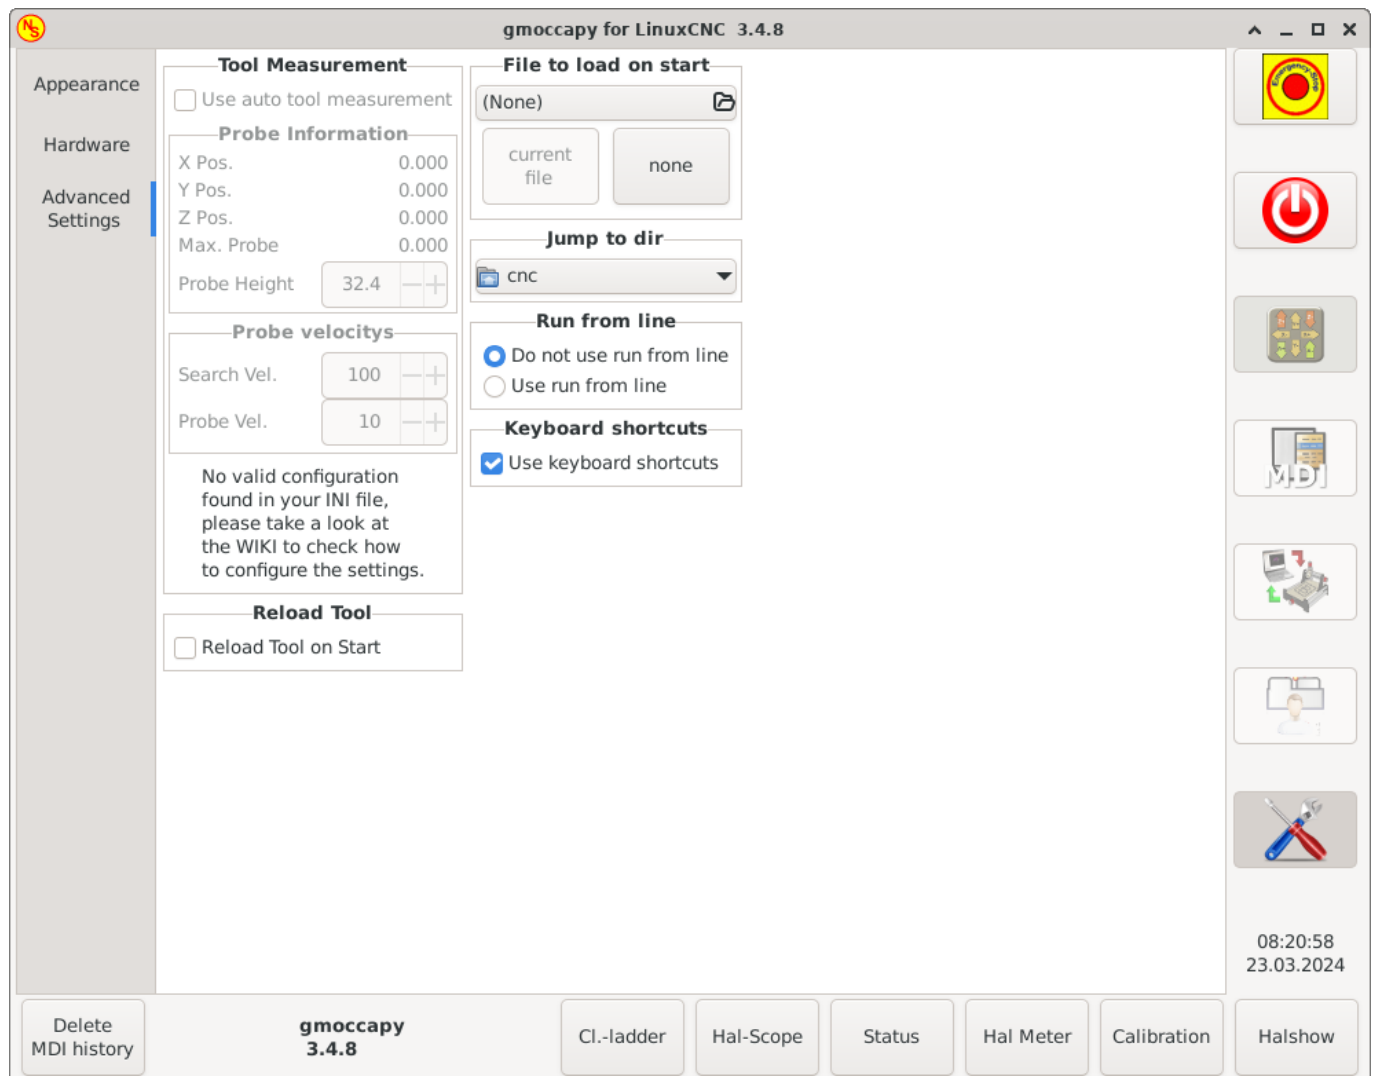 NS
gmoccapy for LinuxCNC 3.4.8
Appearance
Hardware
Advanced
Settings
Tool Measurement
Use auto tool measurement
Probe Information
X Pos. 0.000
Y Pos. 0.000
Z Pos. 0.000
Max. Probe 0.000
Probe Height 32.4
Probe velocitys
Search Vel. 100
Probe Vel. 10
No valid configuration
found in your INI file,
please take a look at
the WIKI to check how
to configure the settings.
Reload Tool
Reload Tool on Start
File to load on start
(None)
current
file
none
Jump to dir
cnc
Run from line
Do not use run from line
Use run from line
Keyboard shortcuts
Use keyboard shortcuts
Emergency-Stop
MDI
08:20:58
23.03.2024
Delete
MDI history
gmoccapy
3.4.8
Cl.-ladder
Hal-Scope
Status
Hal Meter
Calibration
Halshow